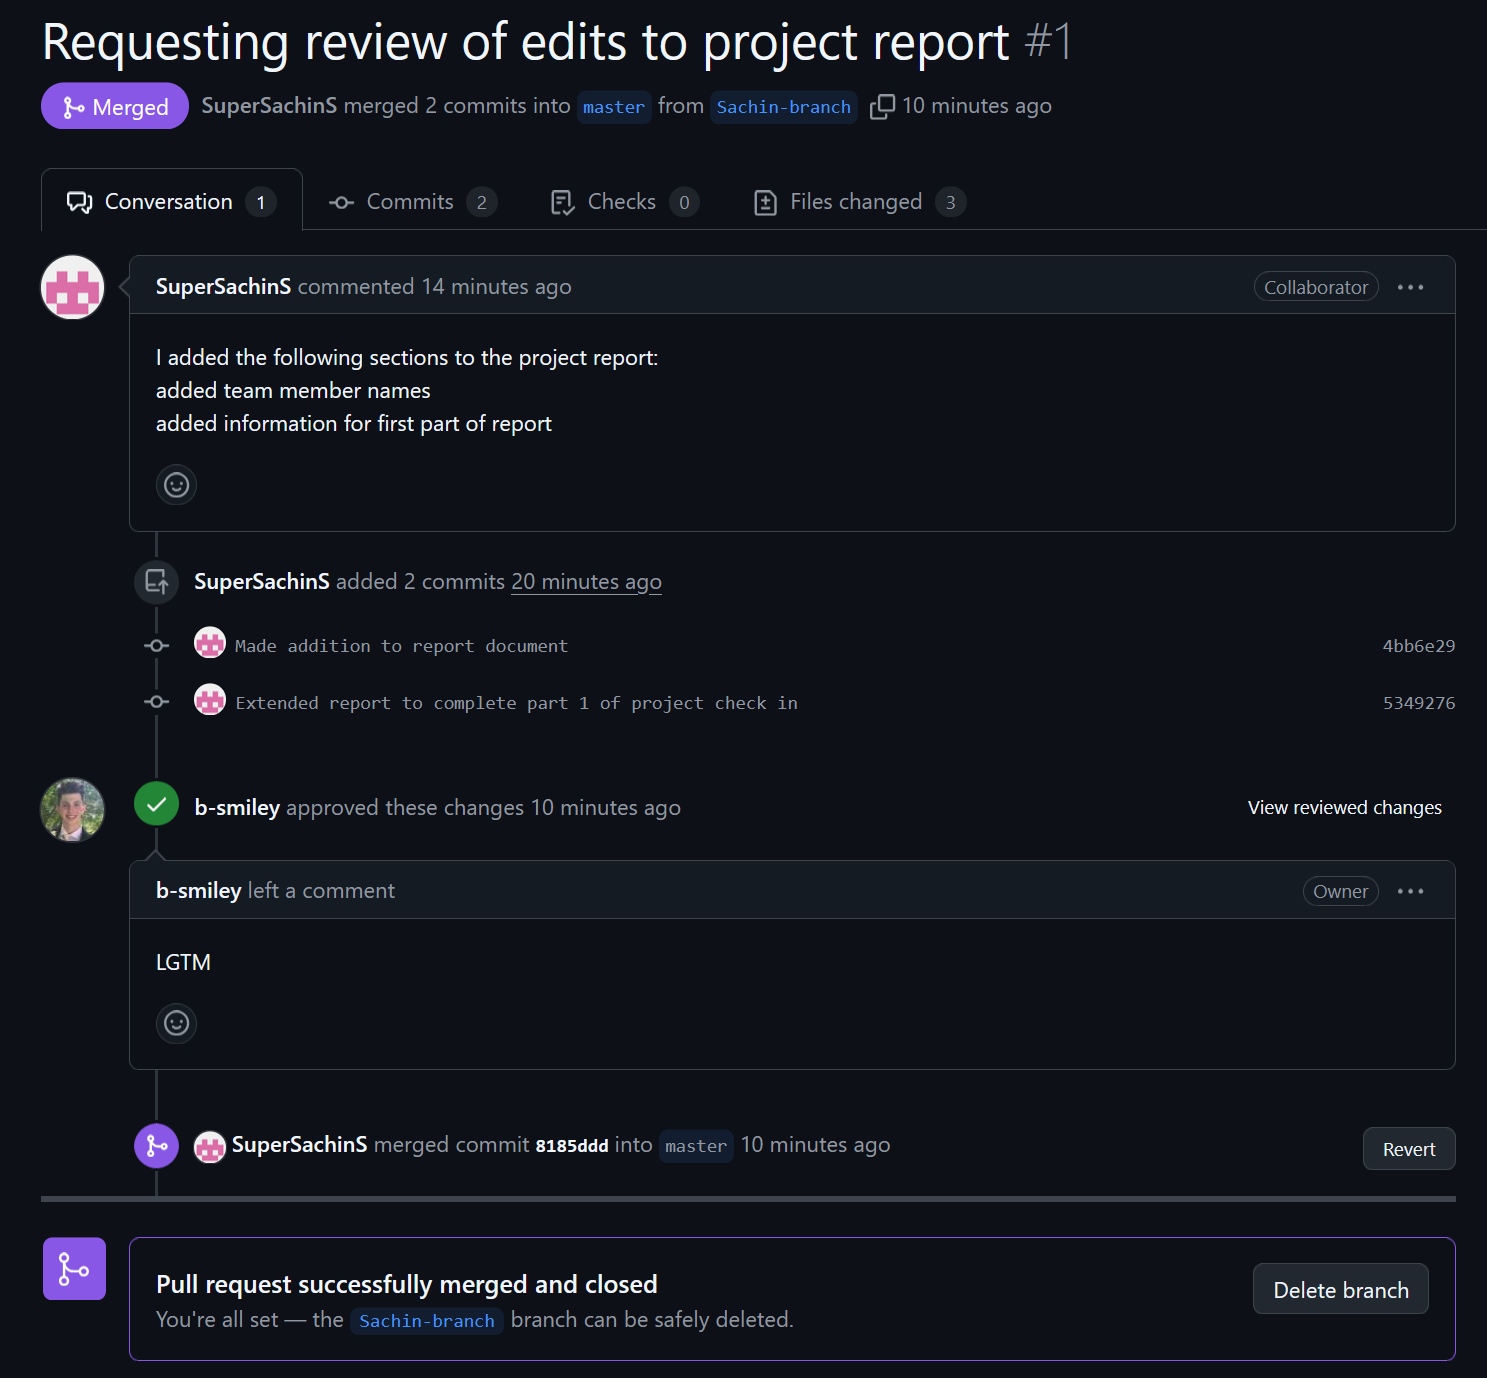 Requesting review of edits to project report #1
Merged SuperSachinS merged 2 commits into master from Sachin-branch 10 minutes ago
Conversation 1 Commits 2 Checks 0 Files changed 3
SuperSachinS commented 14 minutes ago Collaborator
I added the following sections to the project report:
added team member names
added information for first part of report
SuperSachinS added 2 commits 20 minutes ago
Made addition to report document 4bb6e29
Extended report to complete part 1 of project check in 5349276
b-smiley approved these changes 10 minutes ago View reviewed changes
b-smiley left a comment Owner
LGTM
SuperSachinS merged commit 8185ddd into master 10 minutes ago Revert
Pull request successfully merged and closed
You're all set — the Sachin-branch branch can be safely deleted.
Delete branch